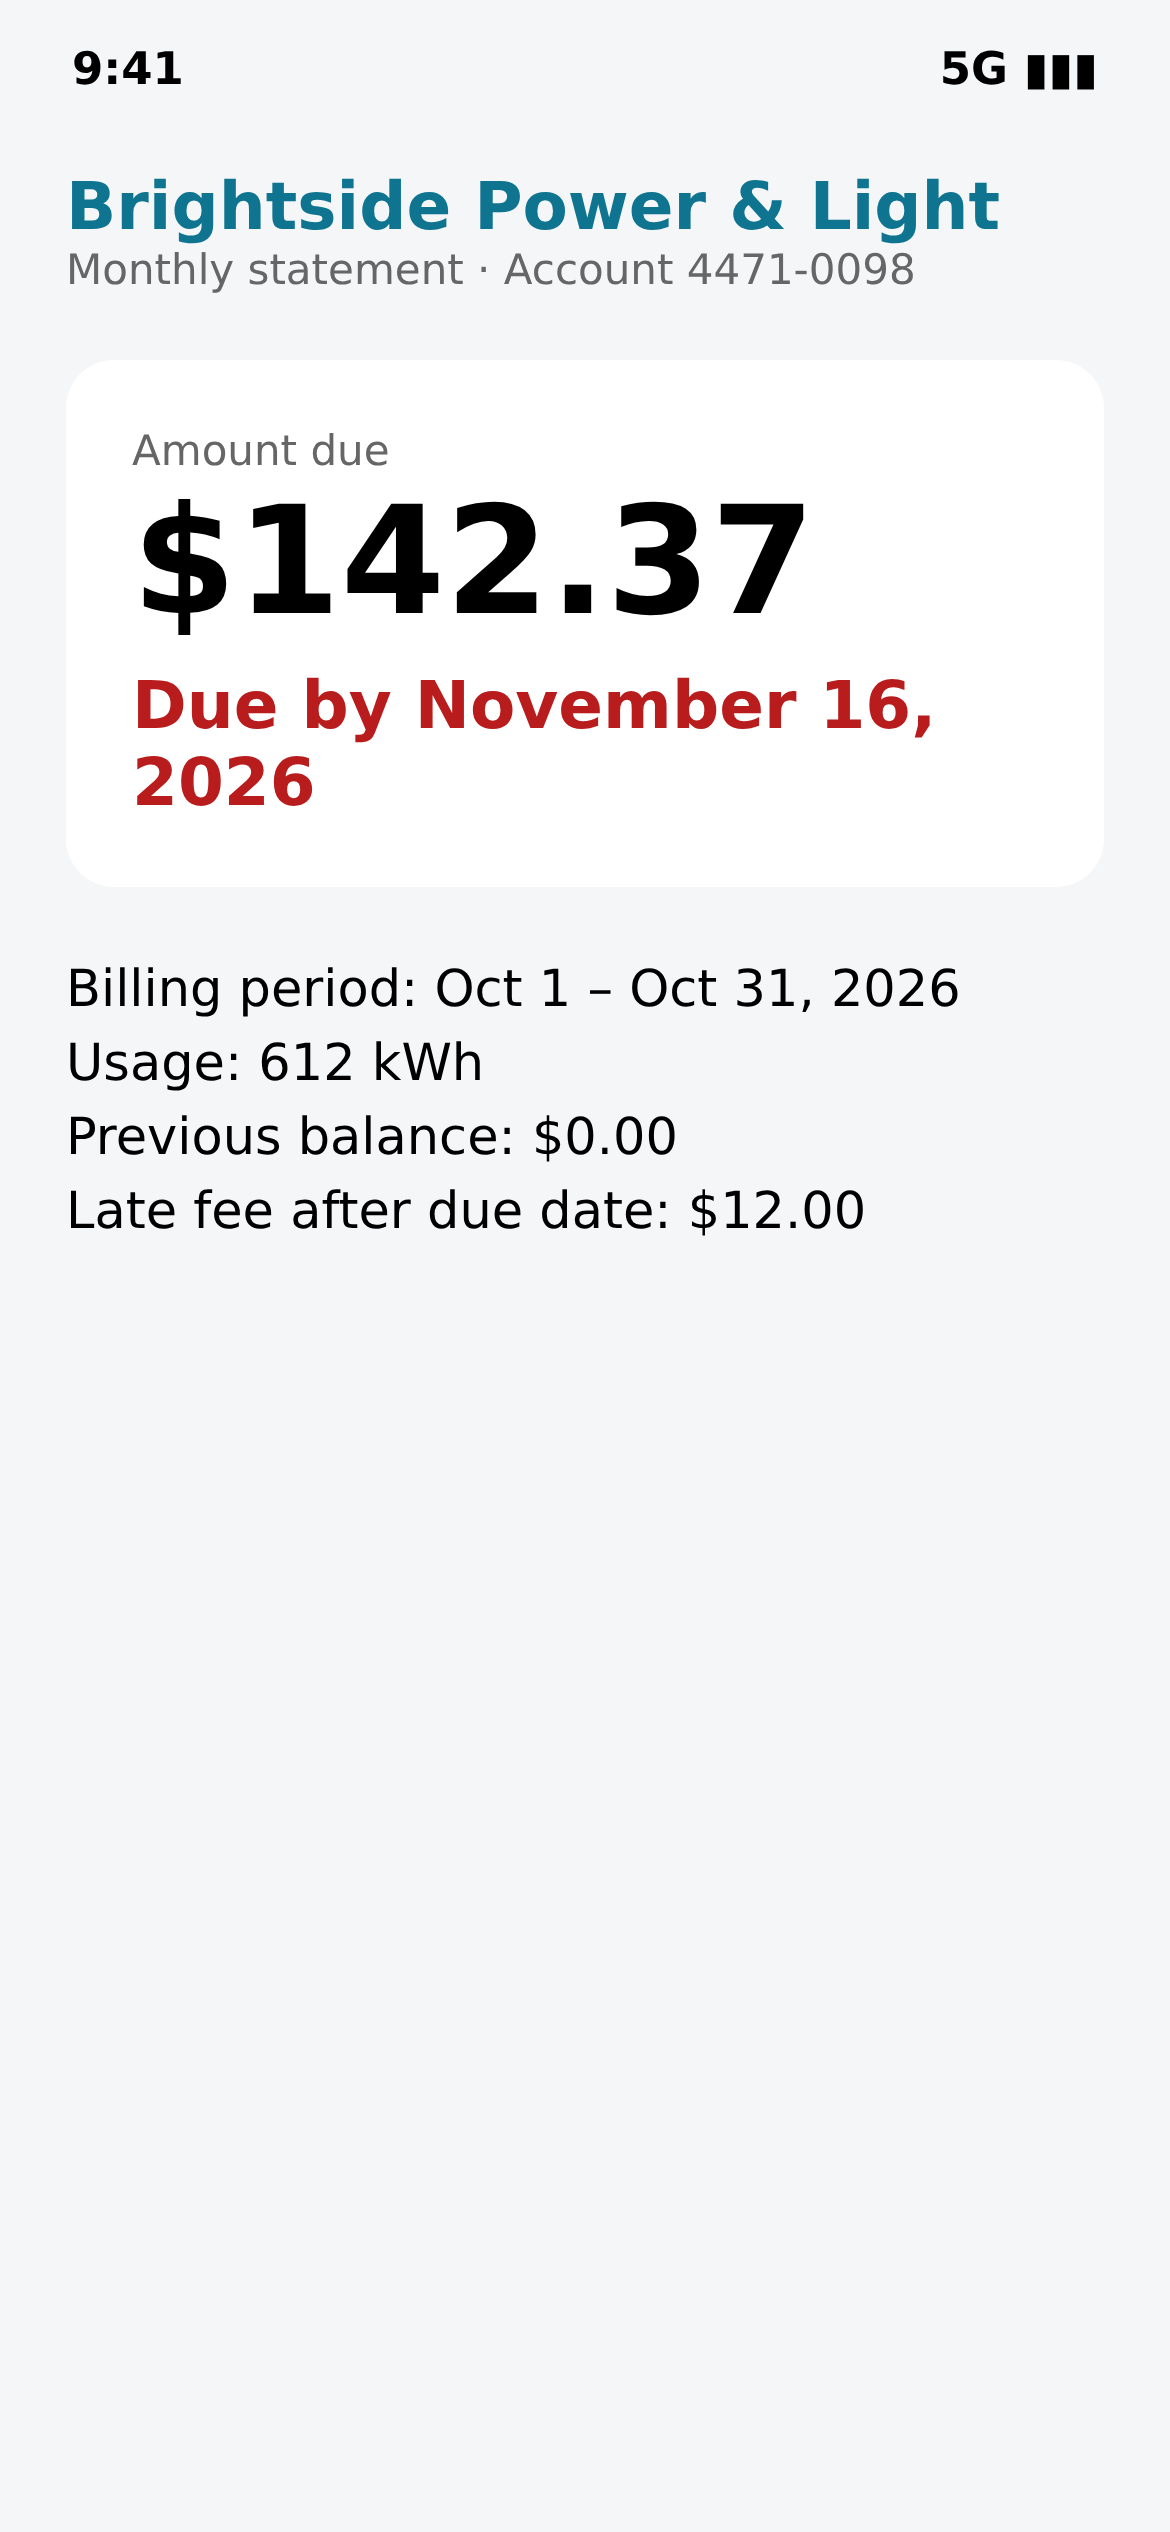 9:41 5G
Brightside Power & Light
Monthly statement · Account 4471-0098
Amount due
$142.37
Due by November 16,
2026
Billing period: Oct 1 – Oct 31, 2026
Usage: 612 kWh
Previous balance: $0.00
Late fee after due date: $12.00